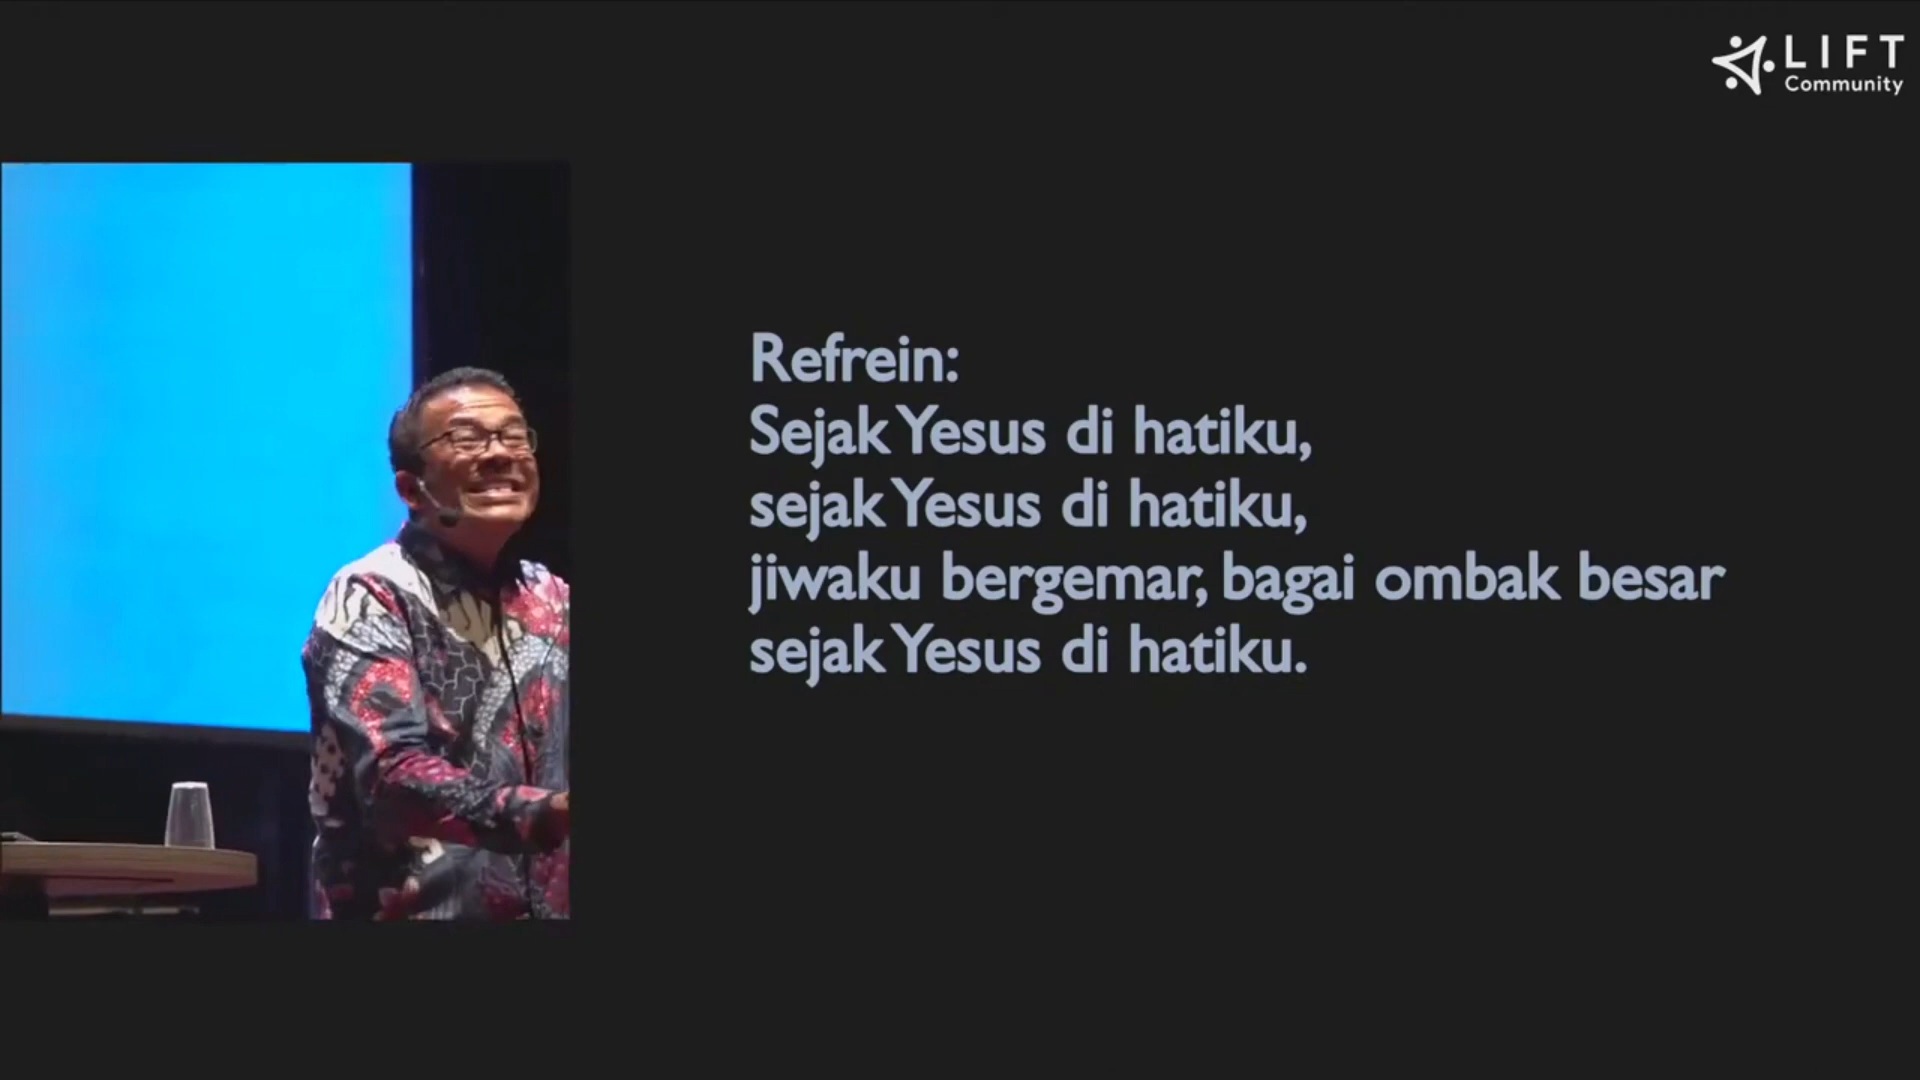 LIFT
Community
Refrein:
Sejak Yesus di hatiku,
sejak Yesus di hatiku,
jiwaku bergemar, bagai ombak besar
sejak Yesus di hatiku.